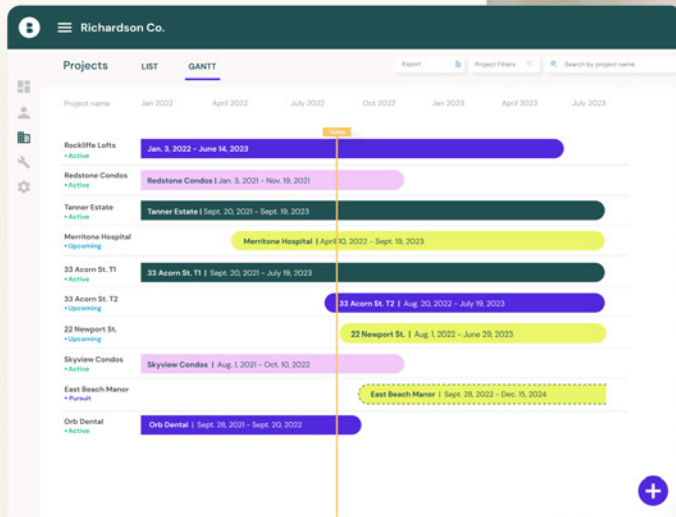 B
Richardson Co.
Projects
LIST
GANTT
Export
Project Filters
Search by project name
Project name
Jan 2022
April 2022
July 2022
Oct 2022
Jan 2023
April 2023
July 2023
Today
Rockliffe Lofts
• Active
Jan. 3, 2022 - June 14, 2023
Redstone Condos
• Active
Redstone Condos | Jan. 3, 2021 - Nov. 19, 2021
Tanner Estate
• Active
Tanner Estate | Sept. 20, 2021 - Sept. 19, 2023
Merritone Hospital
• Upcoming
Merritone Hospital | April 10, 2022 - Sept. 19, 2023
33 Acorn St. T1
• Active
33 Acorn St. T1 | Sept. 20, 2021 - July 19, 2023
33 Acorn St. T2
• Upcoming
33 Acorn St. T2 | Aug. 20, 2022 - July 19, 2023
22 Newport St.
• Upcoming
22 Newport St. | Aug. 1, 2022 - June 29, 2023
Skyview Condos
• Active
Skyview Condos | Aug. 1, 2021 - Oct. 10, 2022
East Beach Manor
• Pursuit
East Beach Manor | Sept. 28, 2022 - Dec. 15, 2024
Orb Dental
• Active
Orb Dental | Sept. 28, 2021 - Sept. 20, 2022